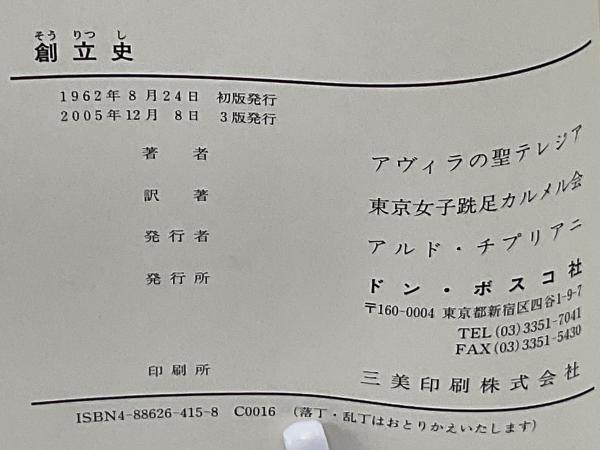 そう りつ し
創立史
1962年 8月24日 初版発行
2005年12月 8日 3版発行
著者 アヴィラの聖テレジア
訳著 東京女子跣足カルメル会
発行者 アルド・チプリアニ
発行所 ドン・ボスコ社
〒160-0004 東京都新宿区四谷1-9-7
TEL(03)3351-7041
FAX(03)3351-5430
印刷所 三美印刷株式会社
ISBN4-88626-415-8 C0016 (落丁・乱丁はおとりかえいたします)